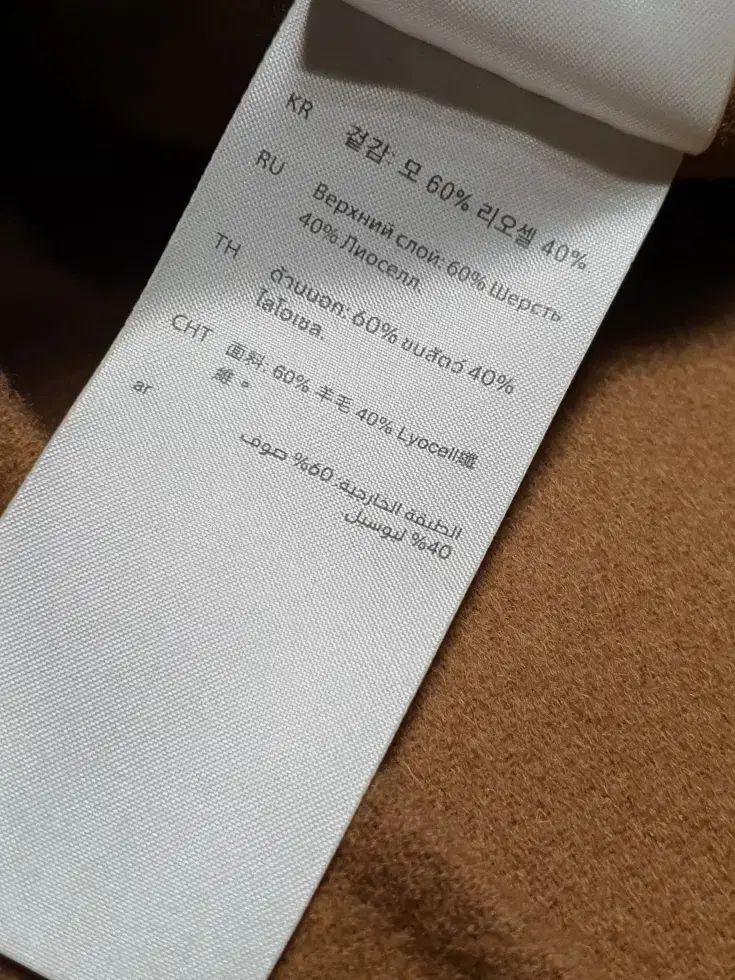 KR 겉감: 모 60% 리오셀 40%
RU Верхний слой: 60% Шерсть
40% Лиоселл
TH ด้านนอก: 60% ขนสัตว์ 40%
ไลโอเซล.
CHT 面料: 60% 羊毛 40% Lyocell纖
維。
ar الطبقة الخارجية: 60% صوف
40% ليوسيل.